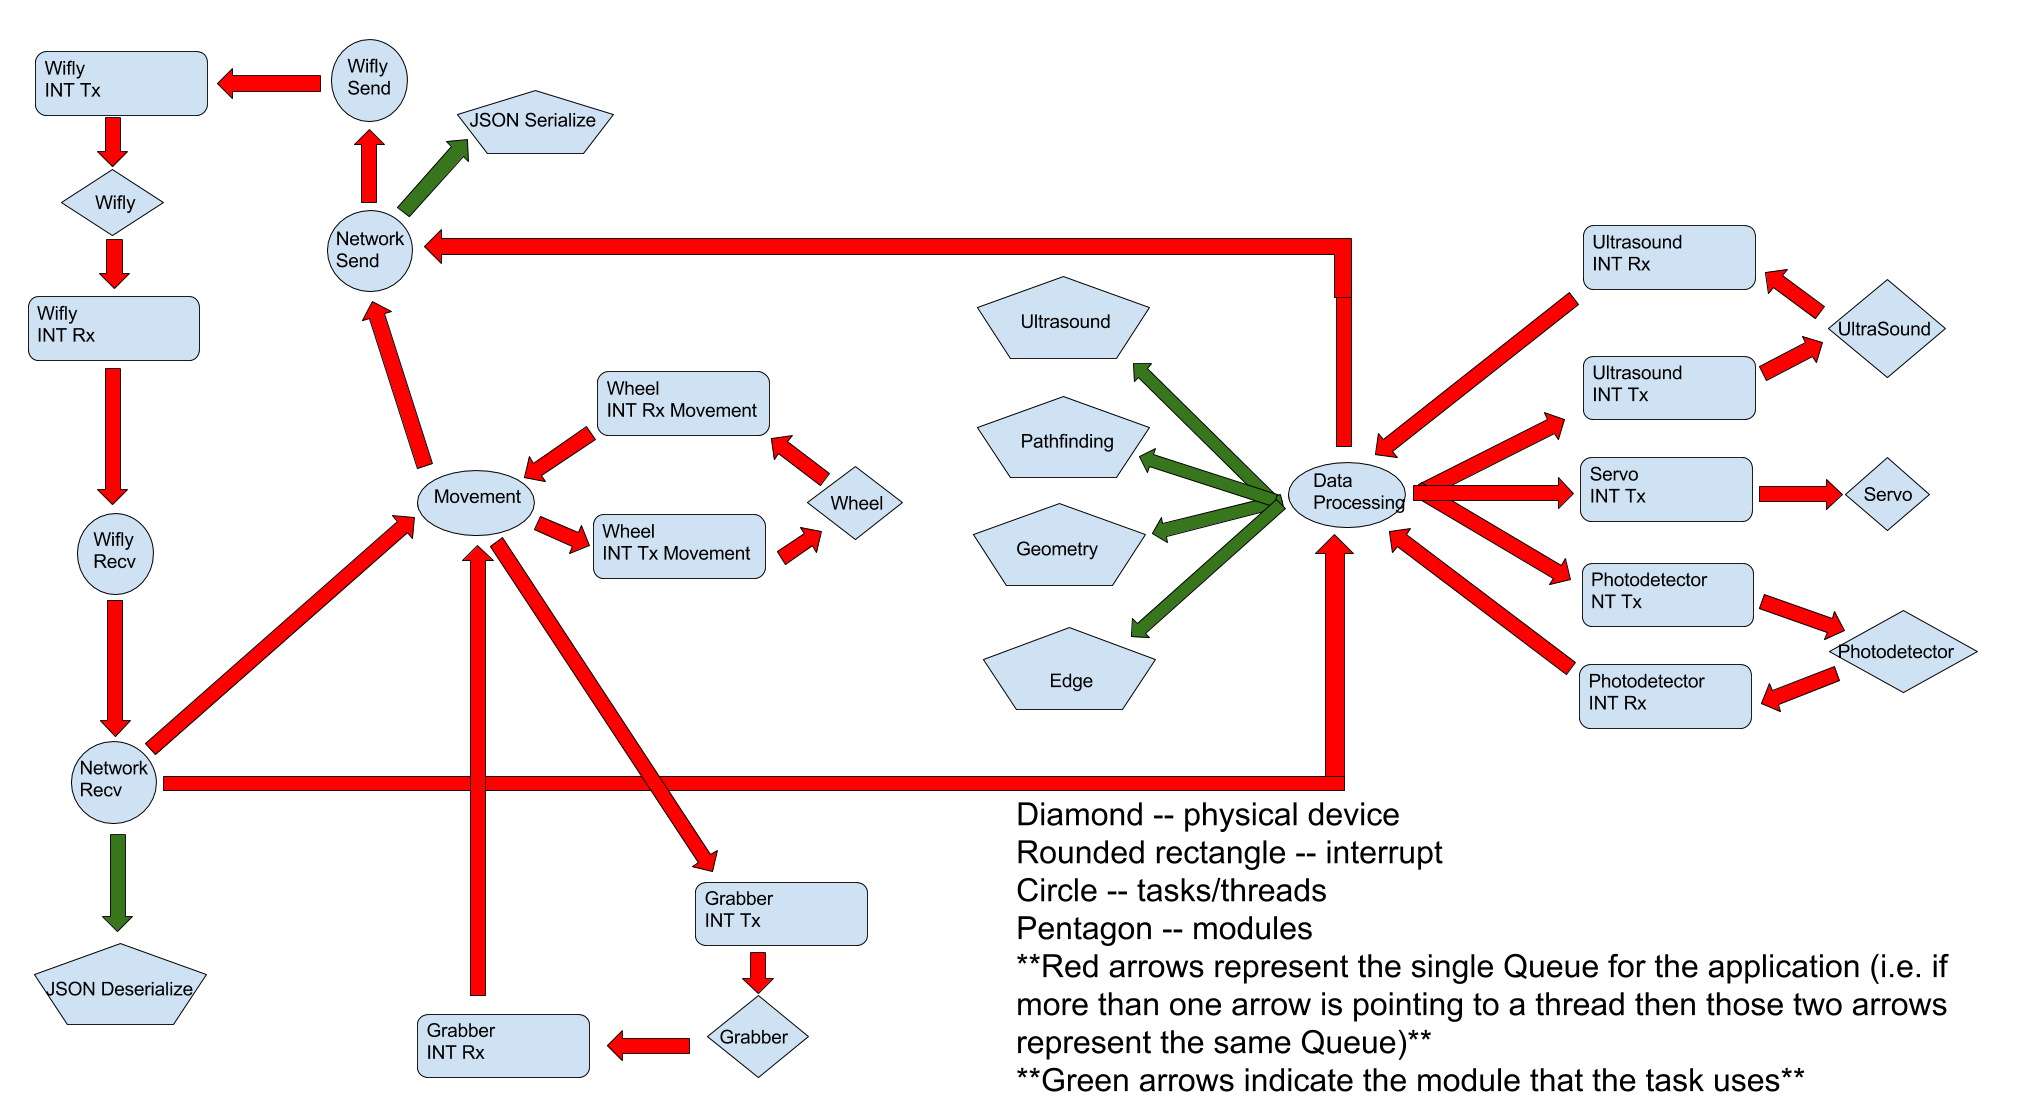 Wifly
INT Tx
Wifly
Send
JSON Serialize
Wifly
Network
Send
Wifly
INT Rx
Wifly
Recv
Network
Recv
JSON Deserialize
Movement
Wheel
INT Rx Movement
Wheel
INT Tx Movement
Wheel
Grabber
INT Tx
Grabber
Grabber
INT Rx
Ultrasound
Pathfinding
Geometry
Edge
Data
Processing
Ultrasound
INT Rx
UltraSound
Ultrasound
INT Tx
Servo
INT Tx
Servo
Photodetector
NT Tx
Photodetector
Photodetector
INT Rx
Diamond -- physical device
Rounded rectangle -- interrupt
Circle -- tasks/threads
Pentagon -- modules
**Red arrows represent the single Queue for the application (i.e. if
more than one arrow is pointing to a thread then those two arrows
represent the same Queue)**
**Green arrows indicate the module that the task uses**